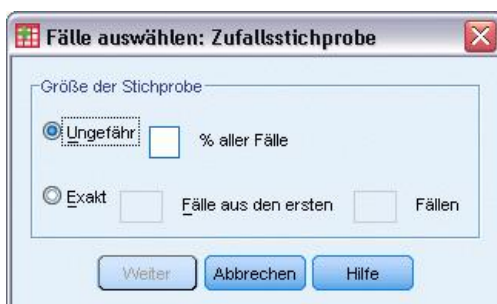 Fälle auswählen: Zufallsstichprobe
Größe der Stichprobe
Ungefähr % aller Fälle
Exakt Fälle aus den ersten Fällen
Weiter Abbrechen Hilfe